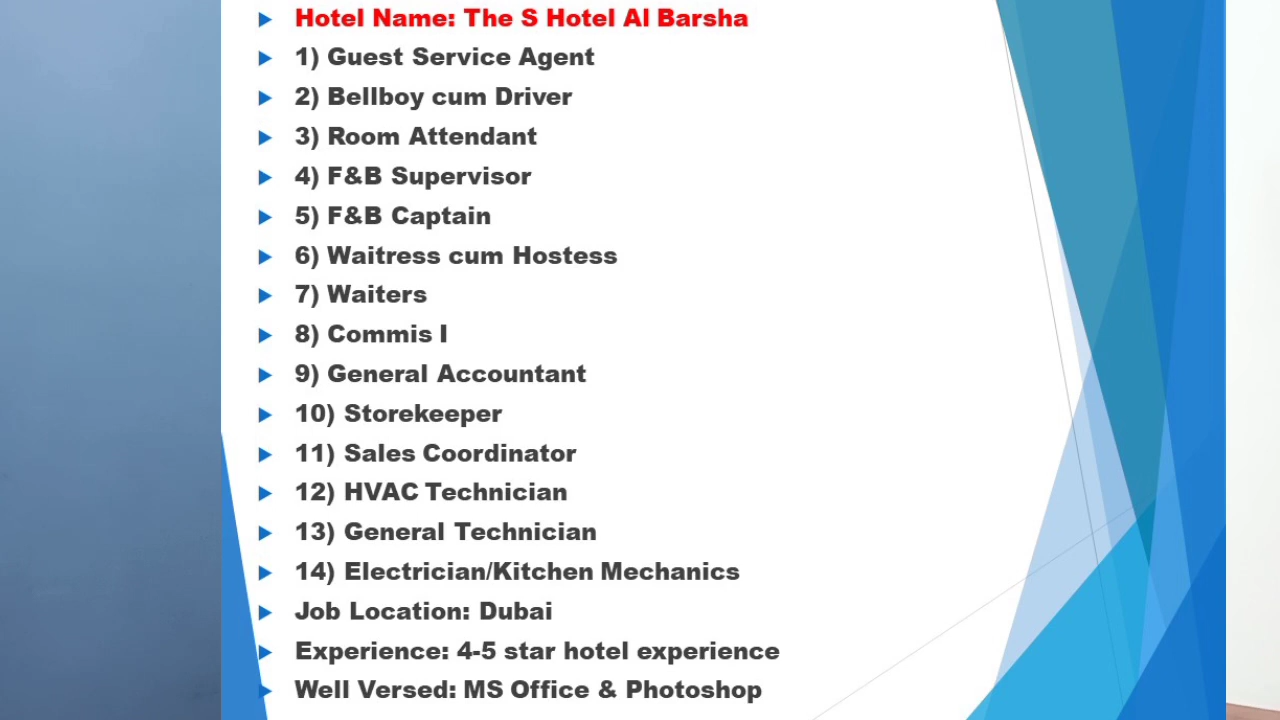 Hotel Name: The S Hotel Al Barsha
1) Guest Service Agent
2) Bellboy cum Driver
3) Room Attendant
4) F&B Supervisor
5) F&B Captain
6) Waitress cum Hostess
7) Waiters
8) Commis I
9) General Accountant
10) Storekeeper
11) Sales Coordinator
12) HVAC Technician
13) General Technician
14) Electrician/Kitchen Mechanics
Job Location: Dubai
Experience: 4-5 star hotel experience
Well Versed: MS Office & Photoshop